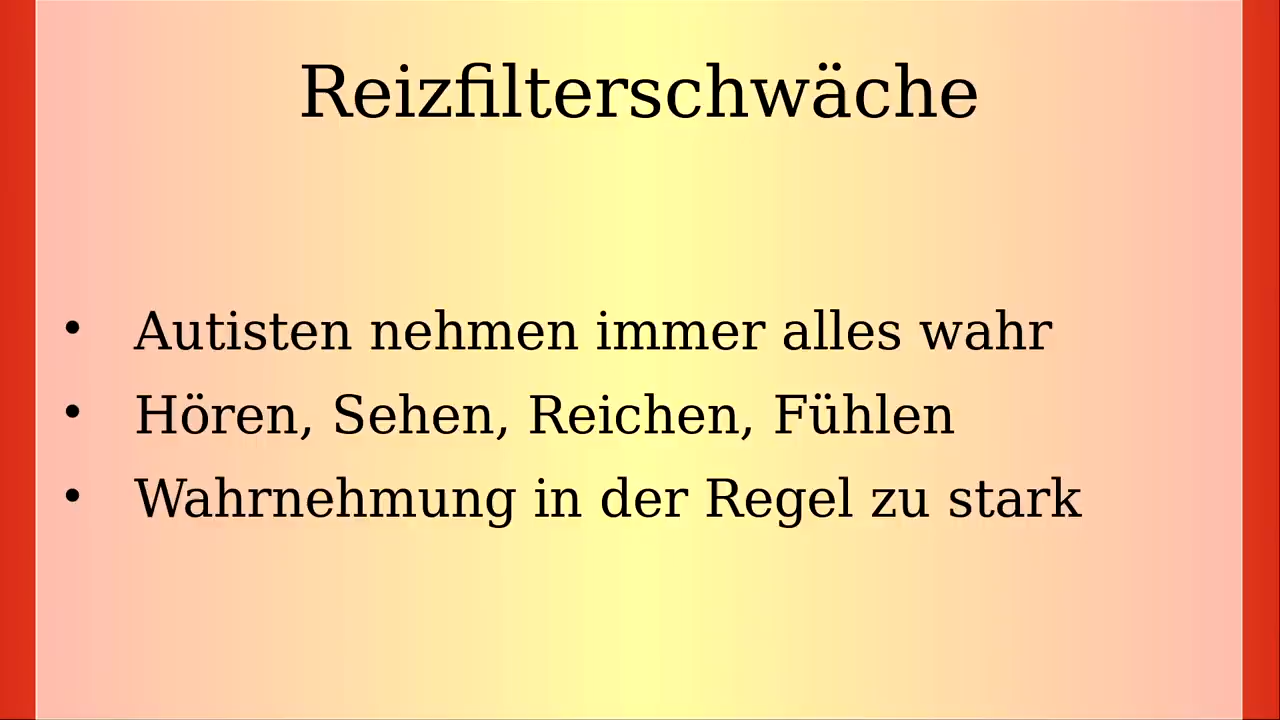 Reizfilterschwäche
• Autisten nehmen immer alles wahr
• Hören, Sehen, Reichen, Fühlen
• Wahrnehmung in der Regel zu stark